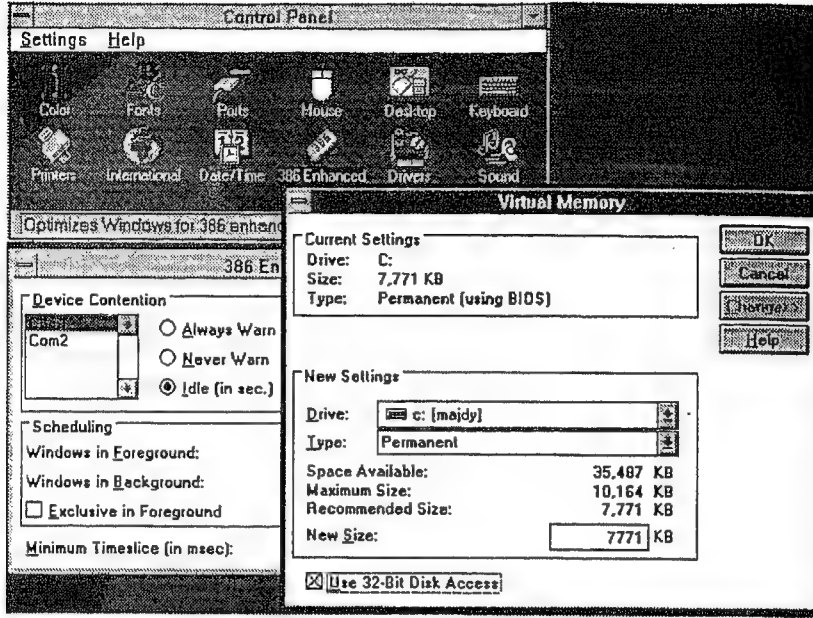 Control Panel
Settings Help
Color Fonts Ports Mouse Desktop Keyboard
Printers International Date/Time 386 Enhanced Drivers Sound
Optimizes Windows for 386 enhan
Virtual Memory
Current Settings
Drive: C:
Size: 7,771 KB
Type: Permanent (using BIOS)
OK
Cancel
Change>>
Help
New Settings
Drive: c: [majdy]
Type: Permanent
Space Available: 35,487 KB
Maximum Size: 10,164 KB
Recommended Size: 7,771 KB
New Size: 7771 KB
Use 32-Bit Disk Access
386 En
Device Contention
Com2
Always Warn
Never Warn
Idle (in sec.)
Scheduling
Windows in Foreground:
Windows in Background:
Exclusive in Foreground
Minimum Timeslice (in msec):